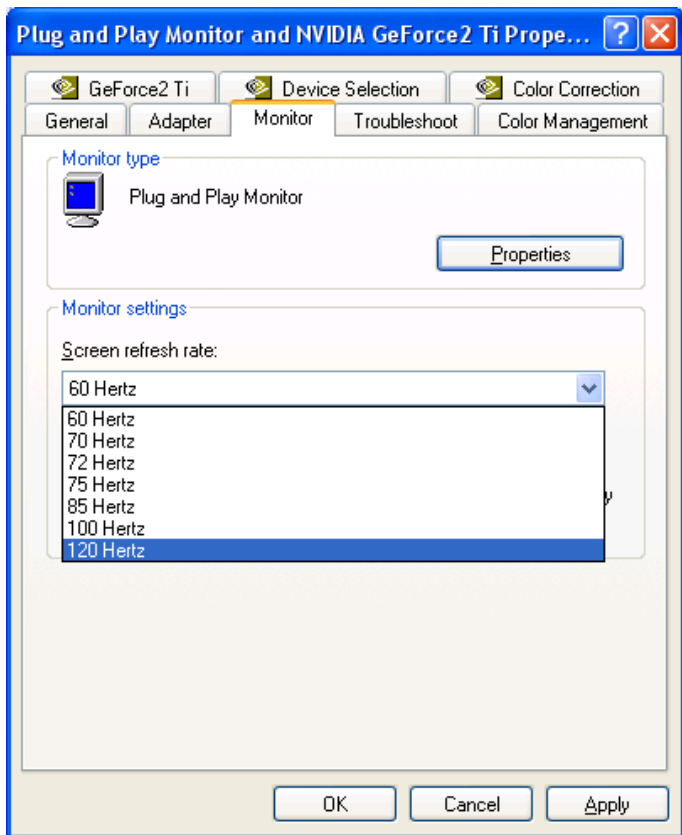 Plug and Play Monitor and NVIDIA GeForce2 Ti Prope...
GeForce2 Ti Device Selection Color Correction
General Adapter Monitor Troubleshoot Color Management
Monitor type
Plug and Play Monitor
Properties
Monitor settings
Screen refresh rate:
60 Hertz
60 Hertz
70 Hertz
72 Hertz
75 Hertz
85 Hertz
100 Hertz
120 Hertz
OK Cancel Apply